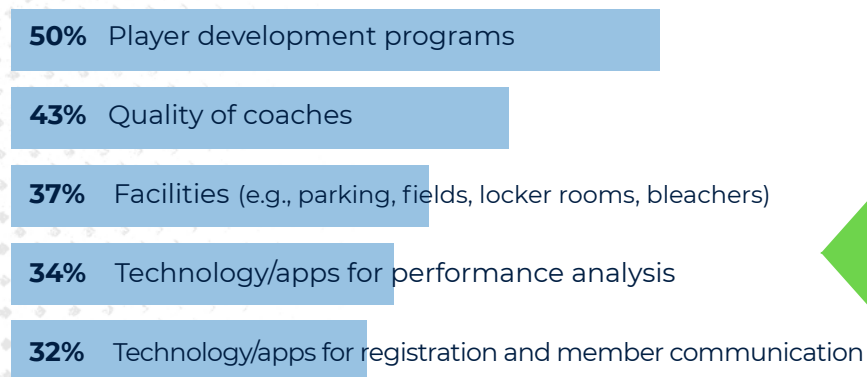 50% Player development programs
43% Quality of coaches
37% Facilities (e.g., parking, fields, locker rooms, bleachers)
34% Technology/apps for performance analysis
32% Technology/apps for registration and member communication